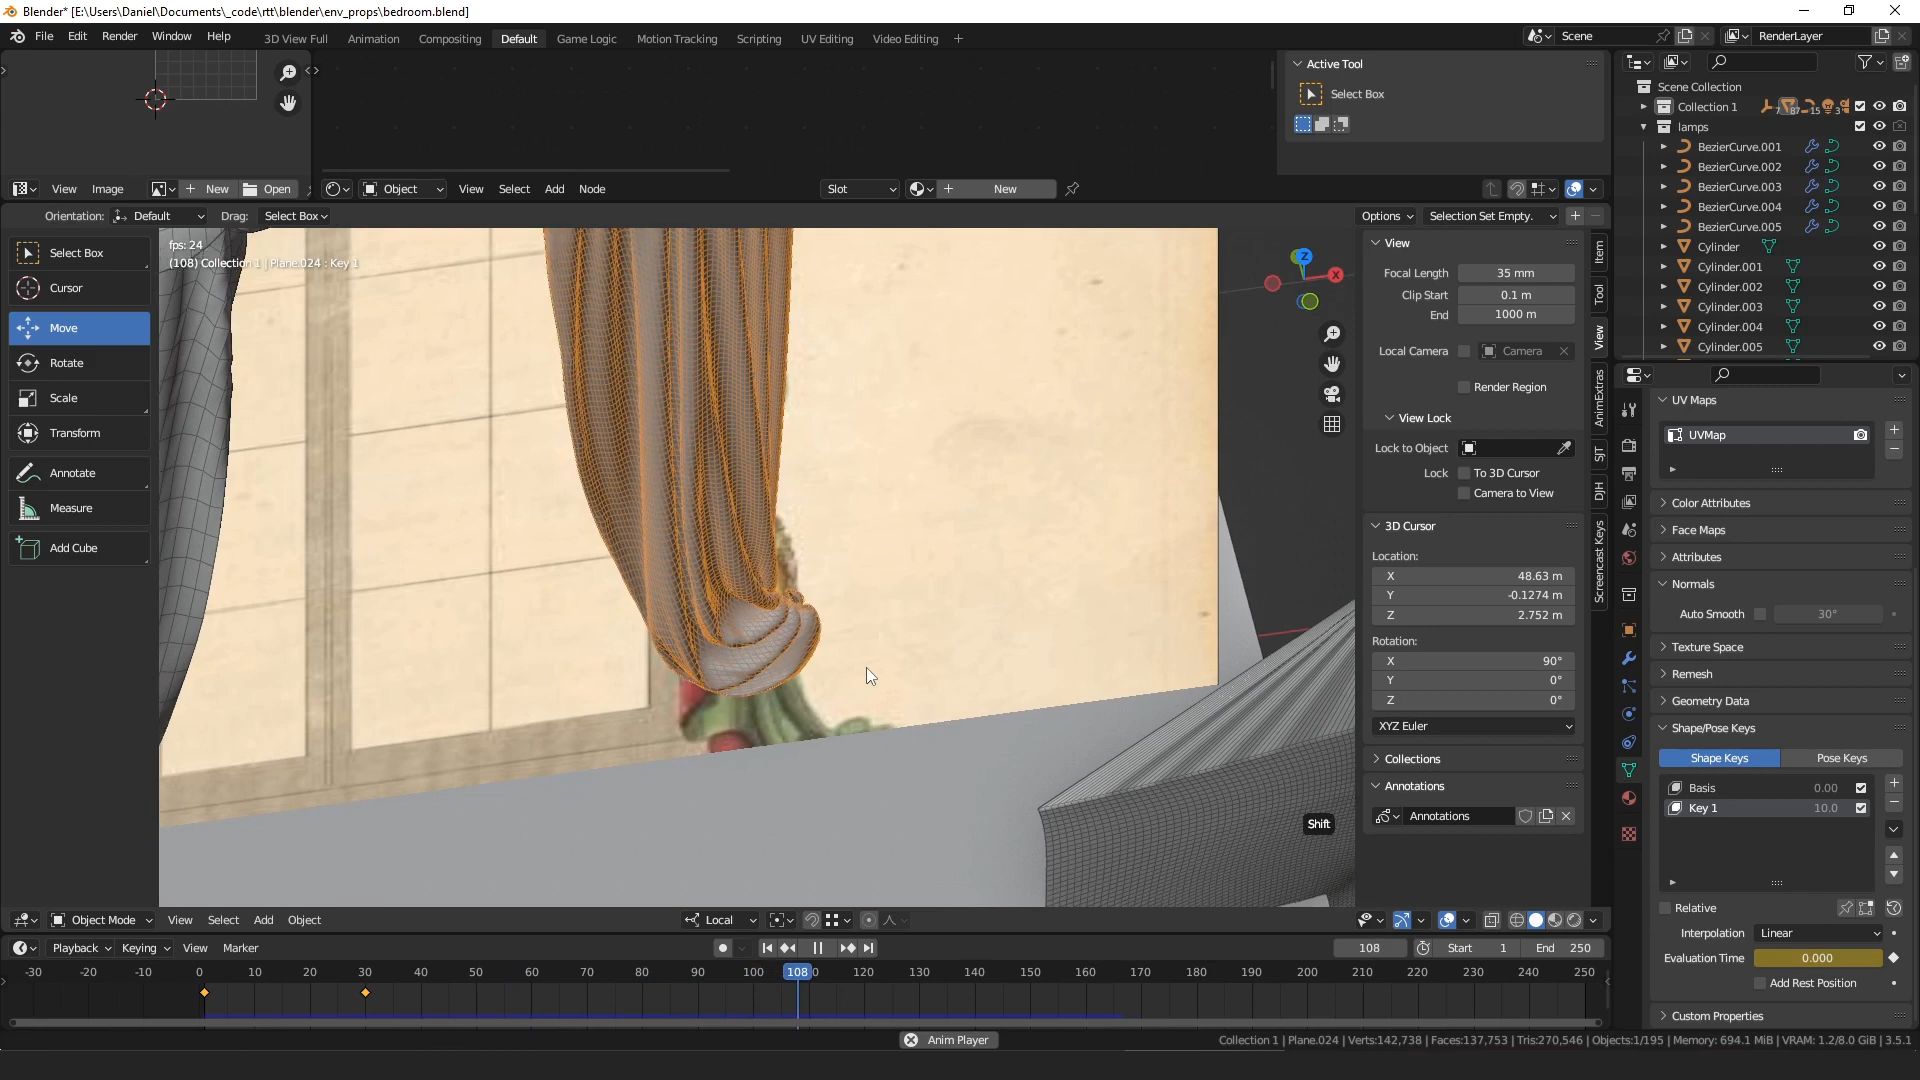 Blender* [E:\Users\Daniel\Documents\_code\rtt\blender\env_props\bedroom.blend]
File Edit Render Window Help
3D View Full Animation Compositing Default Game Logic Motion Tracking Scripting UV Editing Video Editing +
Scene RenderLayer
Active Tool
Select Box
View Image + New Open
Object View Select Add Node Slot + New
Orientation: Default Drag: Select Box
Options Selection Set Empty. + −
Select Box
Cursor
Move
Rotate
Scale
Transform
Annotate
Measure
Add Cube
fps: 24
(108) Collection 1 | Plane.024 : Key 1
Z
X
Shift
View
Focal Length 35 mm
Clip Start 0.1 m
End 1000 m
Local Camera Camera
Render Region
View Lock
Lock to Object
Lock To 3D Cursor
Camera to View
3D Cursor
Location:
X 48.63 m
Y -0.1274 m
Z 2.752 m
Rotation:
X 90°
Y 0°
Z 0°
XYZ Euler
Collections
Annotations
Annotations
Item
Tool
View
AnimExtras
SJT
DJH
Screencast Keys
Scene Collection
Collection 1 7 87 15 3
lamps
BezierCurve.001
BezierCurve.002
BezierCurve.003
BezierCurve.004
BezierCurve.005
Cylinder
Cylinder.001
Cylinder.002
Cylinder.003
Cylinder.004
Cylinder.005
UV Maps
UVMap
Color Attributes
Face Maps
Attributes
Normals
Auto Smooth 30°
Texture Space
Remesh
Geometry Data
Shape/Pose Keys
Shape Keys Pose Keys
Basis 0.00
Key 1 10.0
Relative
Interpolation Linear
Evaluation Time 0.000
Add Rest Position
Custom Properties
Object Mode View Select Add Object Local
Playback Keying View Marker 108 Start 1 End 250
-30 -20 -10 0 10 20 30 40 50 60 70 80 90 100 108 0 120 130 140 150 160 170 180 190 200 210 220 230 240 250
Anim Player
Collection 1 | Plane.024 | Verts:142,738 | Faces:137,753 | Tris:270,546 | Objects:1/195 | Memory: 694.1 MiB | VRAM: 1.2/8.0 GiB | 3.5.1